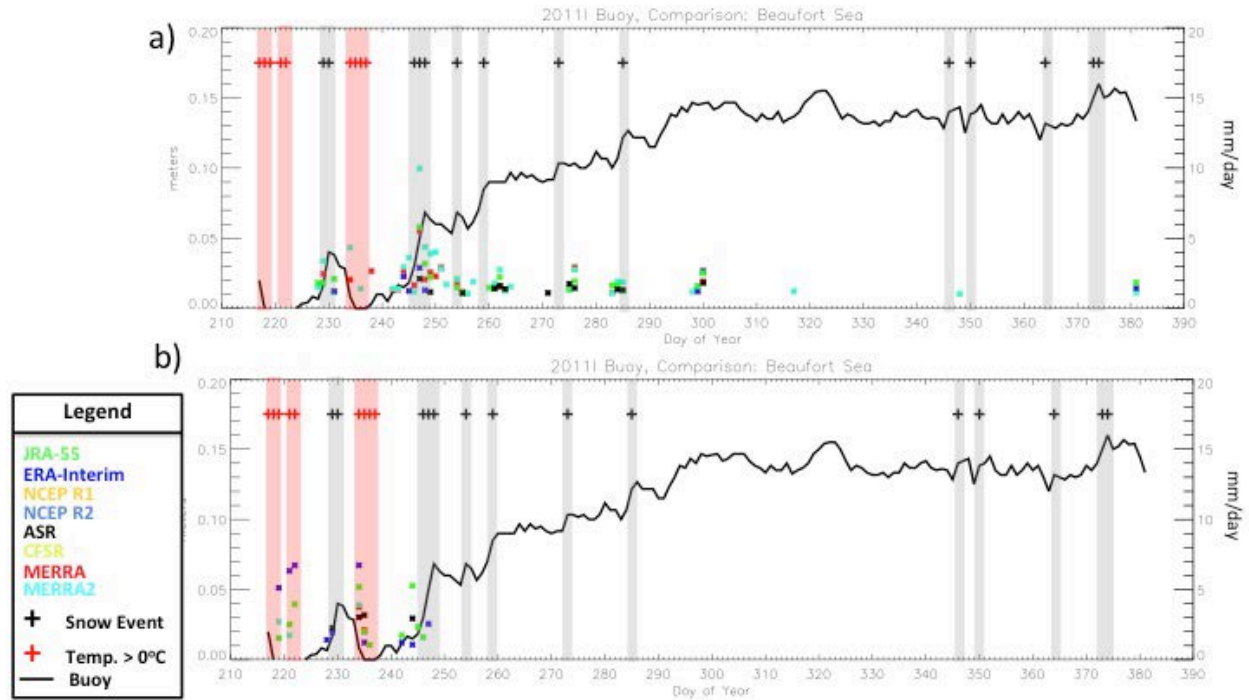 a)
2011I Buoy, Comparison: Beaufort Sea
0.20
0.15
0.10
0.05
0.00
meters
20
15
10
5
0
mm/day
210 220 230 240 250 260 270 280 290 300 310 320 330 340 350 360 370 380 390
Day of Year
b)
2011I Buoy, Comparison: Beaufort Sea
0.20
0.15
0.10
0.05
0.00
20
15
10
5
0
mm/day
210 220 230 240 250 260 270 280 290 300 310 320 330 340 350 360 370 380 390
Day of Year
Legend
JRA-55
ERA-Interim
NCEP R1
NCEP R2
ASR
CFSR
MERRA
MERRA2
+ Snow Event
+ Temp. > 0°C
Buoy